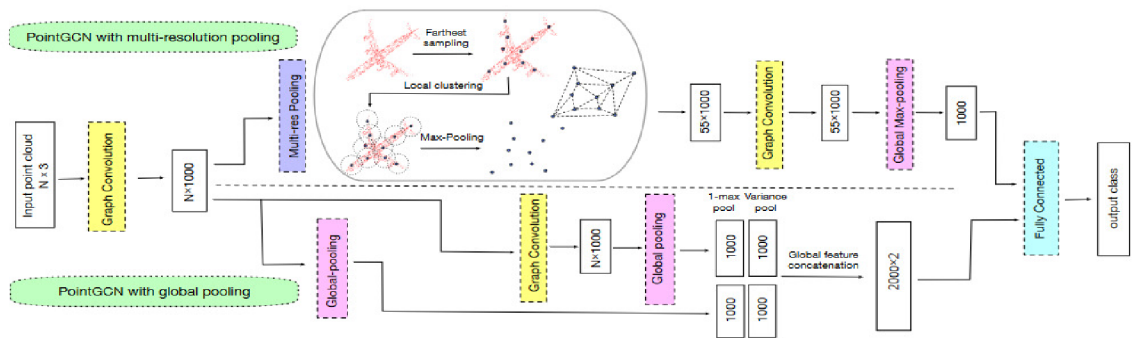 PointGCN with multi-resolution pooling
Input point cloud
N × 3
Graph Convolution
N×1000
Multi-res Pooling
Farthest
sampling
Local clustering
Max-Pooling
55×1000
Graph Convolution
55×1000
Global Max-pooling
1000
Fully Connected
output class
PointGCN with global pooling
Global-pooling
Graph Convolution
N×1000
Global pooling
1-max
pool
Variance
pool
1000
1000
1000
1000
Global feature
concatenation
2000×2